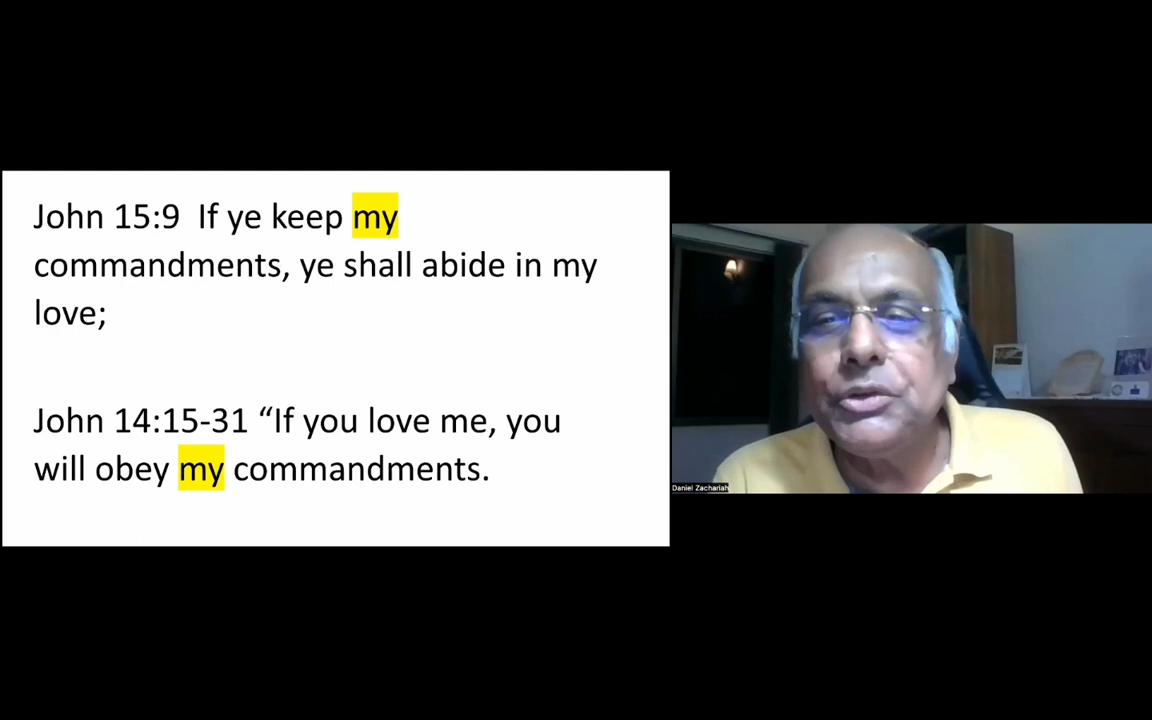 John 15:9  If ye keep my
commandments, ye shall abide in my
love;
John 14:15-31 “If you love me, you
will obey my commandments.
Daniel Zachariah